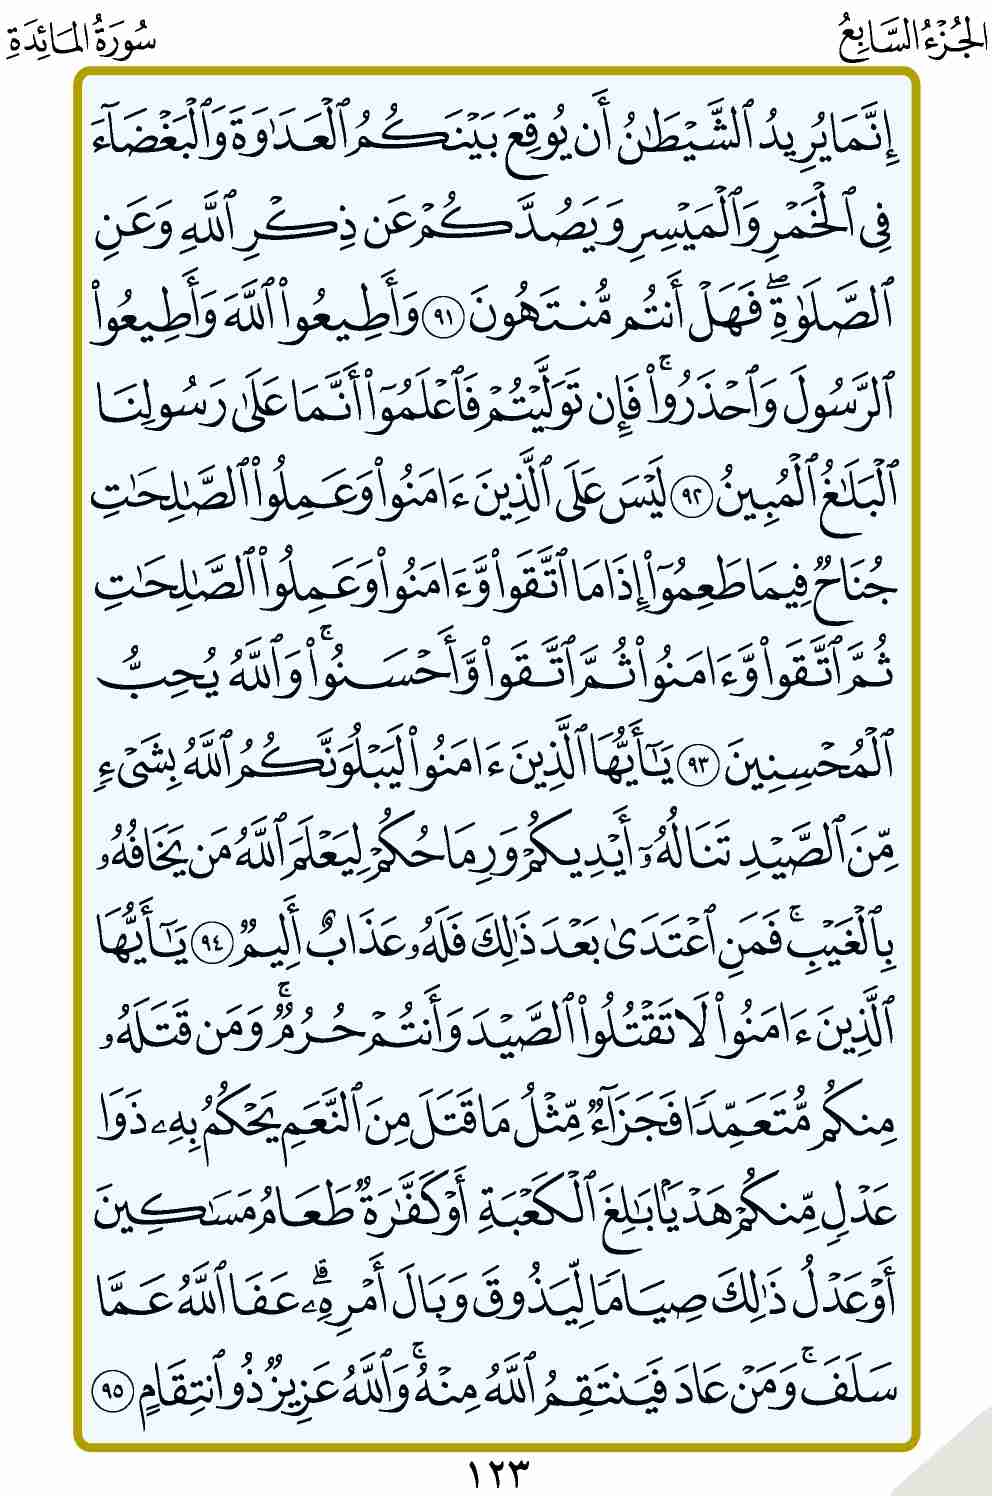 الجُزْءُ السَّابِعُ
سُورَةُ المَائِدَةِ
إِنَّمَا يُرِيدُ ٱلشَّيْطَٰنُ أَن يُوقِعَ بَيْنَكُمُ ٱلْعَدَٰوَةَ وَٱلْبَغْضَآءَ
فِى ٱلْخَمْرِ وَٱلْمَيْسِرِ وَيَصُدَّكُمْ عَن ذِكْرِ ٱللَّهِ وَعَنِ
ٱلصَّلَوٰةِۖ فَهَلْ أَنتُم مُّنتَهُونَ ٩١ وَأَطِيعُوا۟ ٱللَّهَ وَأَطِيعُوا۟
ٱلرَّسُولَ وَٱحْذَرُوا۟ۚ فَإِن تَوَلَّيْتُمْ فَٱعْلَمُوٓا۟ أَنَّمَا عَلَىٰ رَسُولِنَا
ٱلْبَلَٰغُ ٱلْمُبِينُ ٩٢ لَيْسَ عَلَى ٱلَّذِينَ ءَامَنُوا۟ وَعَمِلُوا۟ ٱلصَّٰلِحَٰتِ
جُنَاحٌ فِيمَا طَعِمُوٓا۟ إِذَا مَا ٱتَّقَوا۟ وَّءَامَنُوا۟ وَعَمِلُوا۟ ٱلصَّٰلِحَٰتِ
ثُمَّ ٱتَّقَوا۟ وَّءَامَنُوا۟ ثُمَّ ٱتَّقَوا۟ وَّأَحْسَنُوا۟ۚ وَٱللَّهُ يُحِبُّ
ٱلْمُحْسِنِينَ ٩٣ يَٰٓأَيُّهَا ٱلَّذِينَ ءَامَنُوا۟ لَيَبْلُوَنَّكُمُ ٱللَّهُ بِشَىْءٍ
مِّنَ ٱلصَّيْدِ تَنَالُهُۥٓ أَيْدِيكُمْ وَرِمَاحُكُمْ لِيَعْلَمَ ٱللَّهُ مَن يَخَافُهُۥ
بِٱلْغَيْبِۚ فَمَنِ ٱعْتَدَىٰ بَعْدَ ذَٰلِكَ فَلَهُۥ عَذَابٌ أَلِيمٌ ٩٤ يَٰٓأَيُّهَا
ٱلَّذِينَ ءَامَنُوا۟ لَا تَقْتُلُوا۟ ٱلصَّيْدَ وَأَنتُمْ حُرُمٌۚ وَمَن قَتَلَهُۥ
مِنكُم مُّتَعَمِّدًا فَجَزَآءٌ مِّثْلُ مَا قَتَلَ مِنَ ٱلنَّعَمِ يَحْكُمُ بِهِۦ ذَوَا
عَدْلٍ مِّنكُمْ هَدْيًۢا بَٰلِغَ ٱلْكَعْبَةِ أَوْ كَفَّٰرَةٌ طَعَامُ مَسَٰكِينَ
أَوْ عَدْلُ ذَٰلِكَ صِيَامًا لِّيَذُوقَ وَبَالَ أَمْرِهِۦۗ عَفَا ٱللَّهُ عَمَّا
سَلَفَۚ وَمَنْ عَادَ فَيَنتَقِمُ ٱللَّهُ مِنْهُۚ وَٱللَّهُ عَزِيزٌ ذُو ٱنتِقَامٍ ٩٥
١٢٣